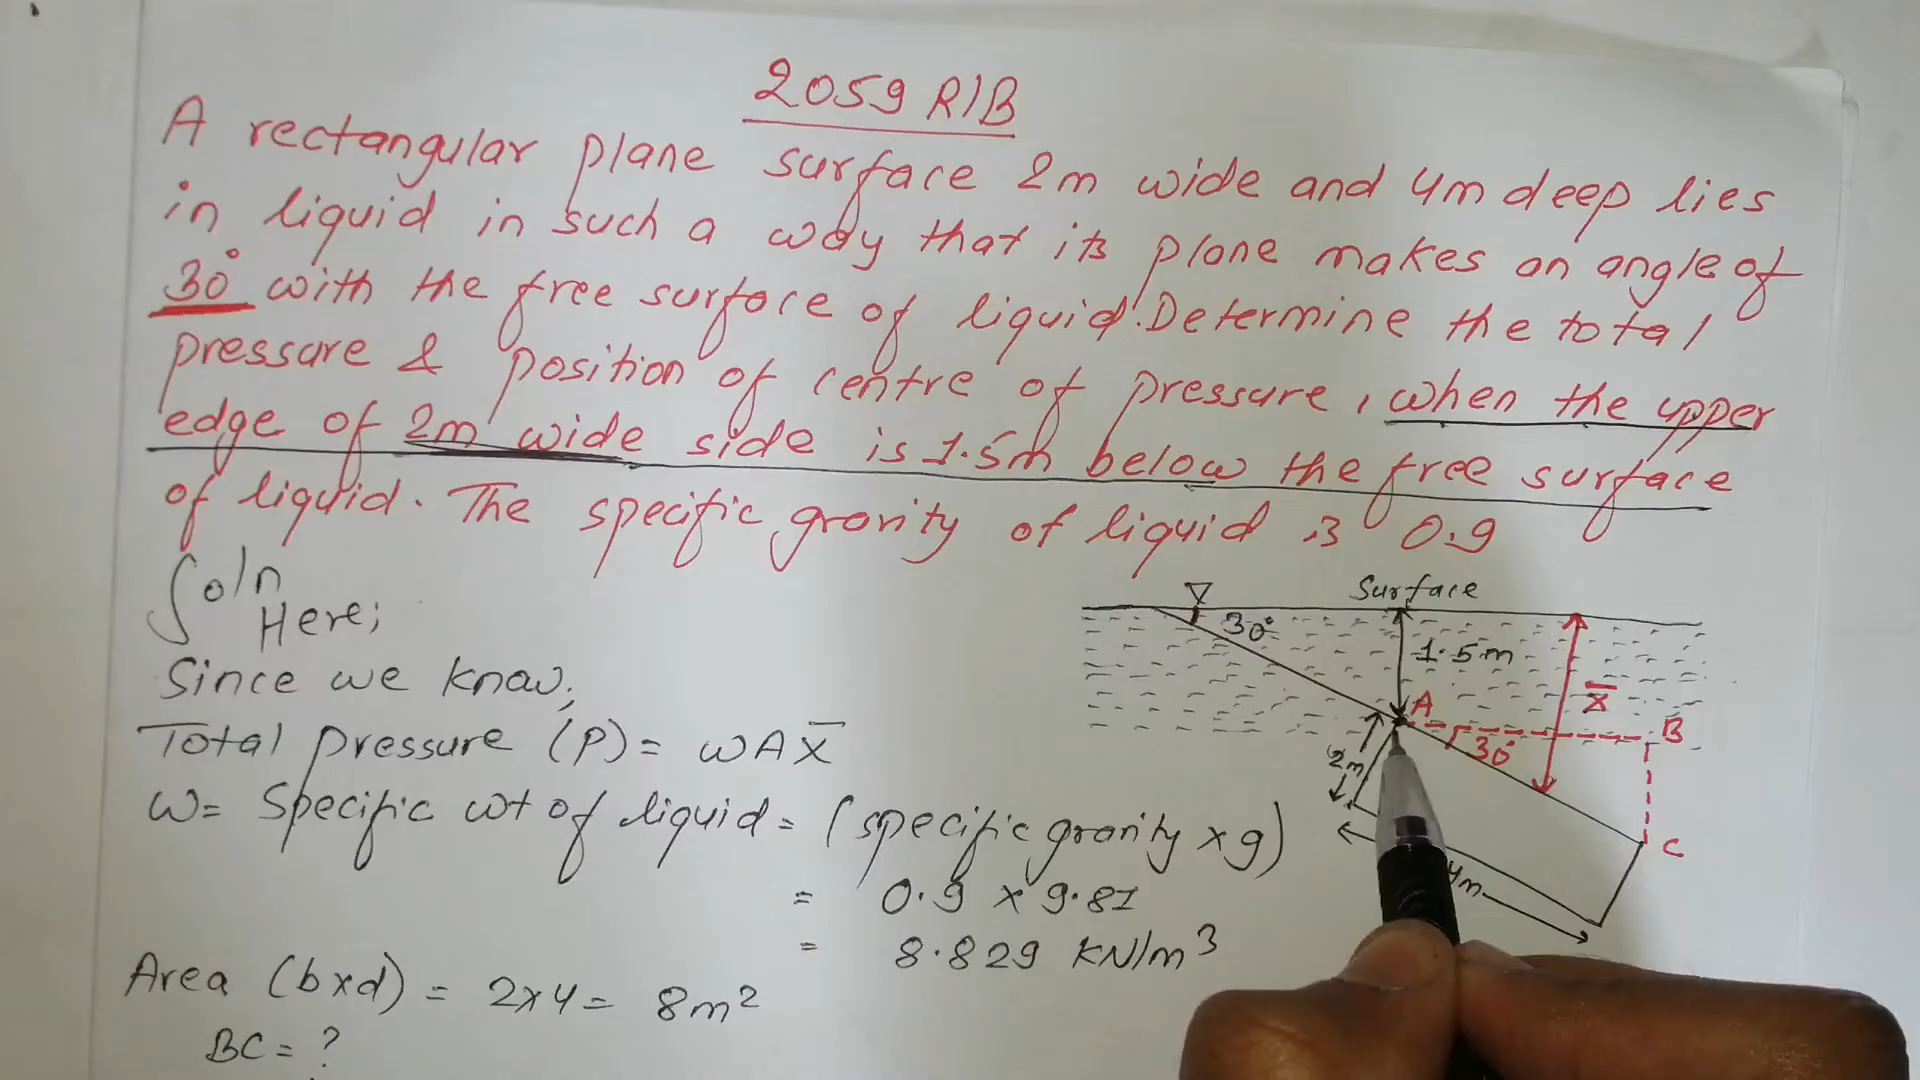 2059 R/B
A rectangular plane surface 2m wide and 4m deep lies
in liquid in such a way that its plane makes an angle of
30° with the free surface of liquid. Determine the total
pressure & position of centre of pressure, when the upper
edge of 2m wide side is 1.5m below the free surface
of liquid. The specific gravity of liquid is 0.9
Soln
Here;
Since we know;
Total pressure (P) = ωAx̅
ω = Specific wt of liquid = (specific gravity × g)
= 0.9 × 9.81
= 8.829 KN/m³
Area (b×d) = 2×4 = 8m²
BC = ?
Surface
30°
1.5m
x̅
A
B
30°
2m
C
4m